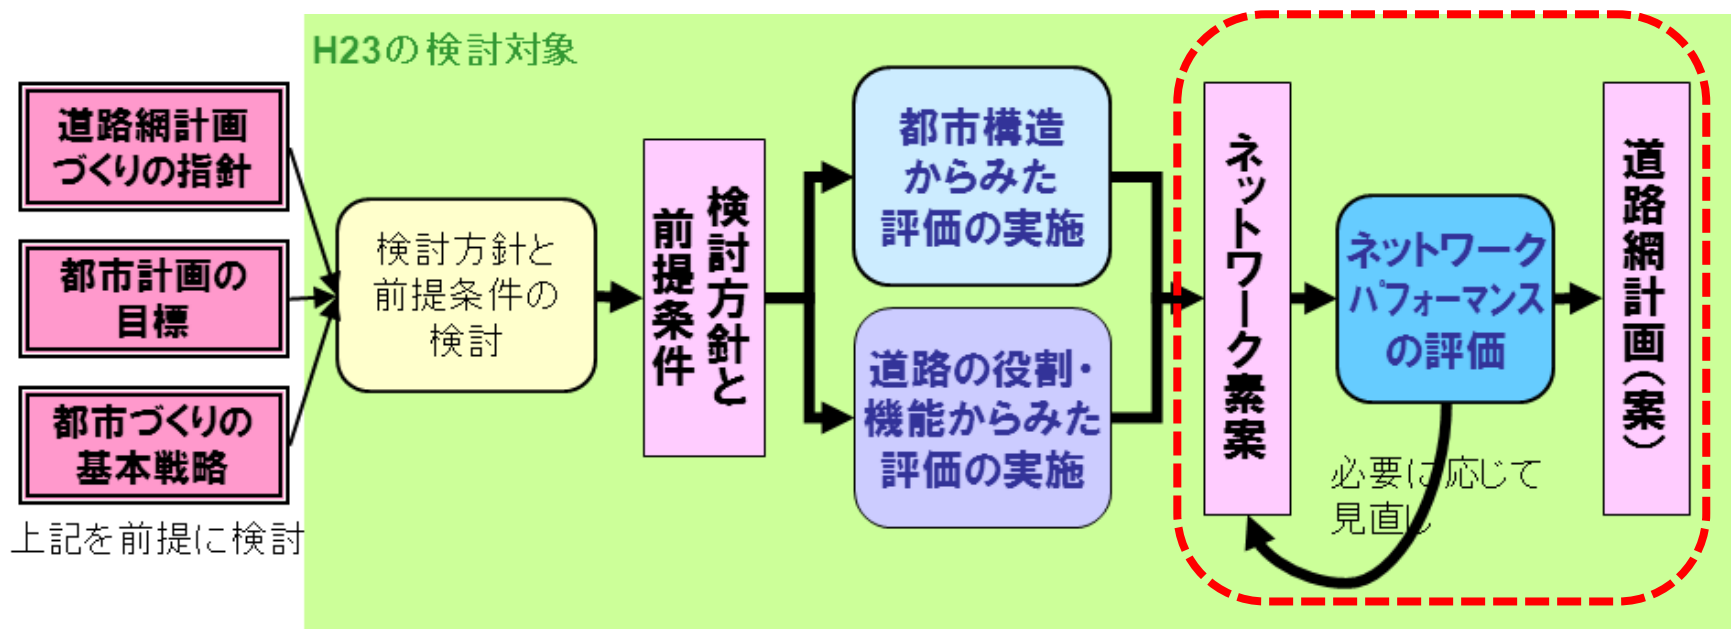 H23の検討対象
道路網計画
づくりの指針
都市計画の
目標
都市づくりの
基本戦略
上記を前提に検討
検討方針と
前提条件の
検討
検討方針と
前提条件
都市構造
からみた
評価の実施
道路の役割・
機能からみた
評価の実施
ネットワーク素案
ネットワーク
パフォーマンス
の評価
必要に応じて
見直し
道路網計画(案)